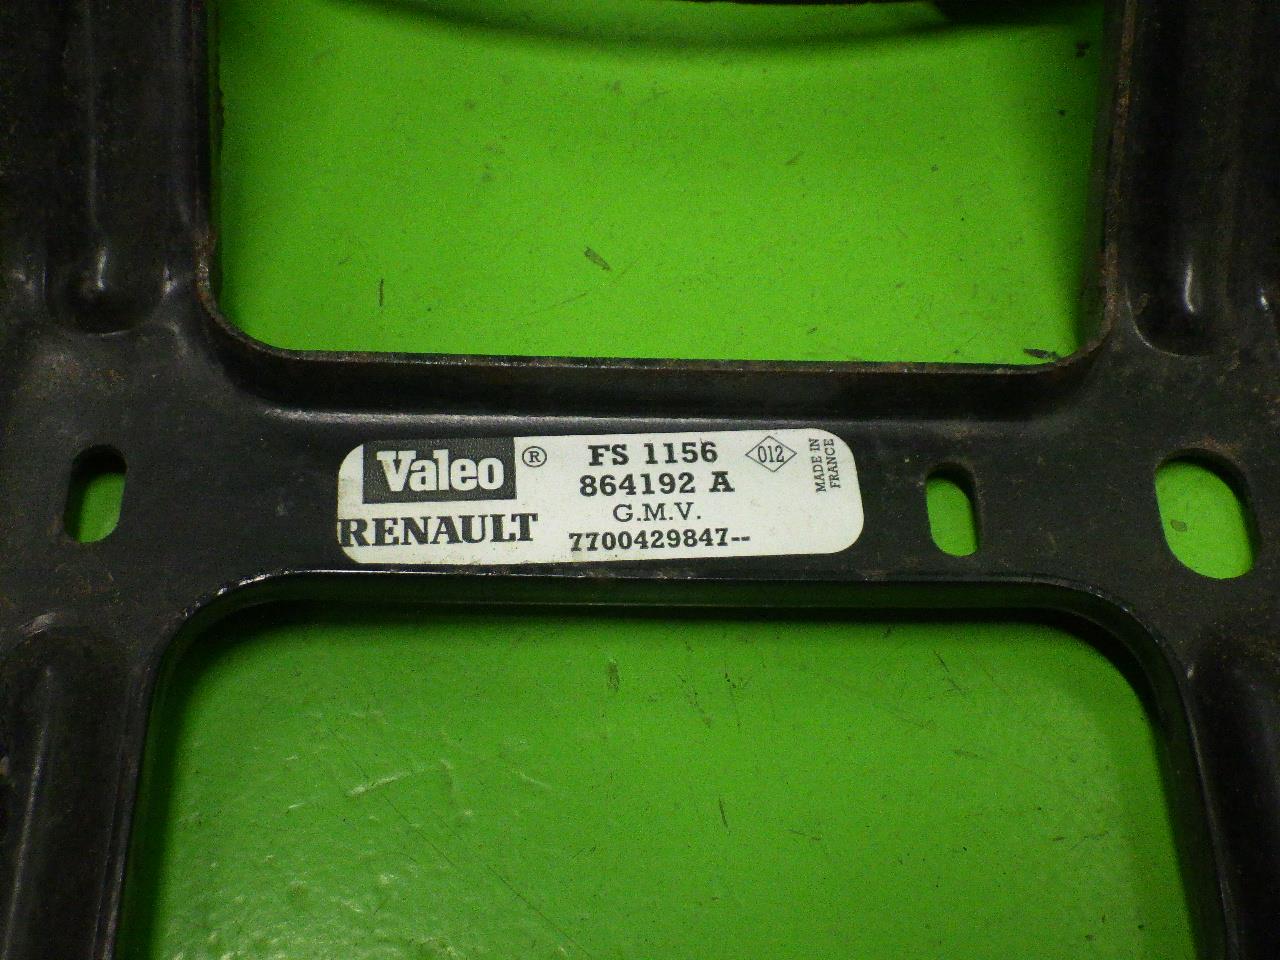 Valeo ®
RENAULT
FS 1156
864192 A
G.M.V.
7700429847--
012
MADE IN
FRANCE